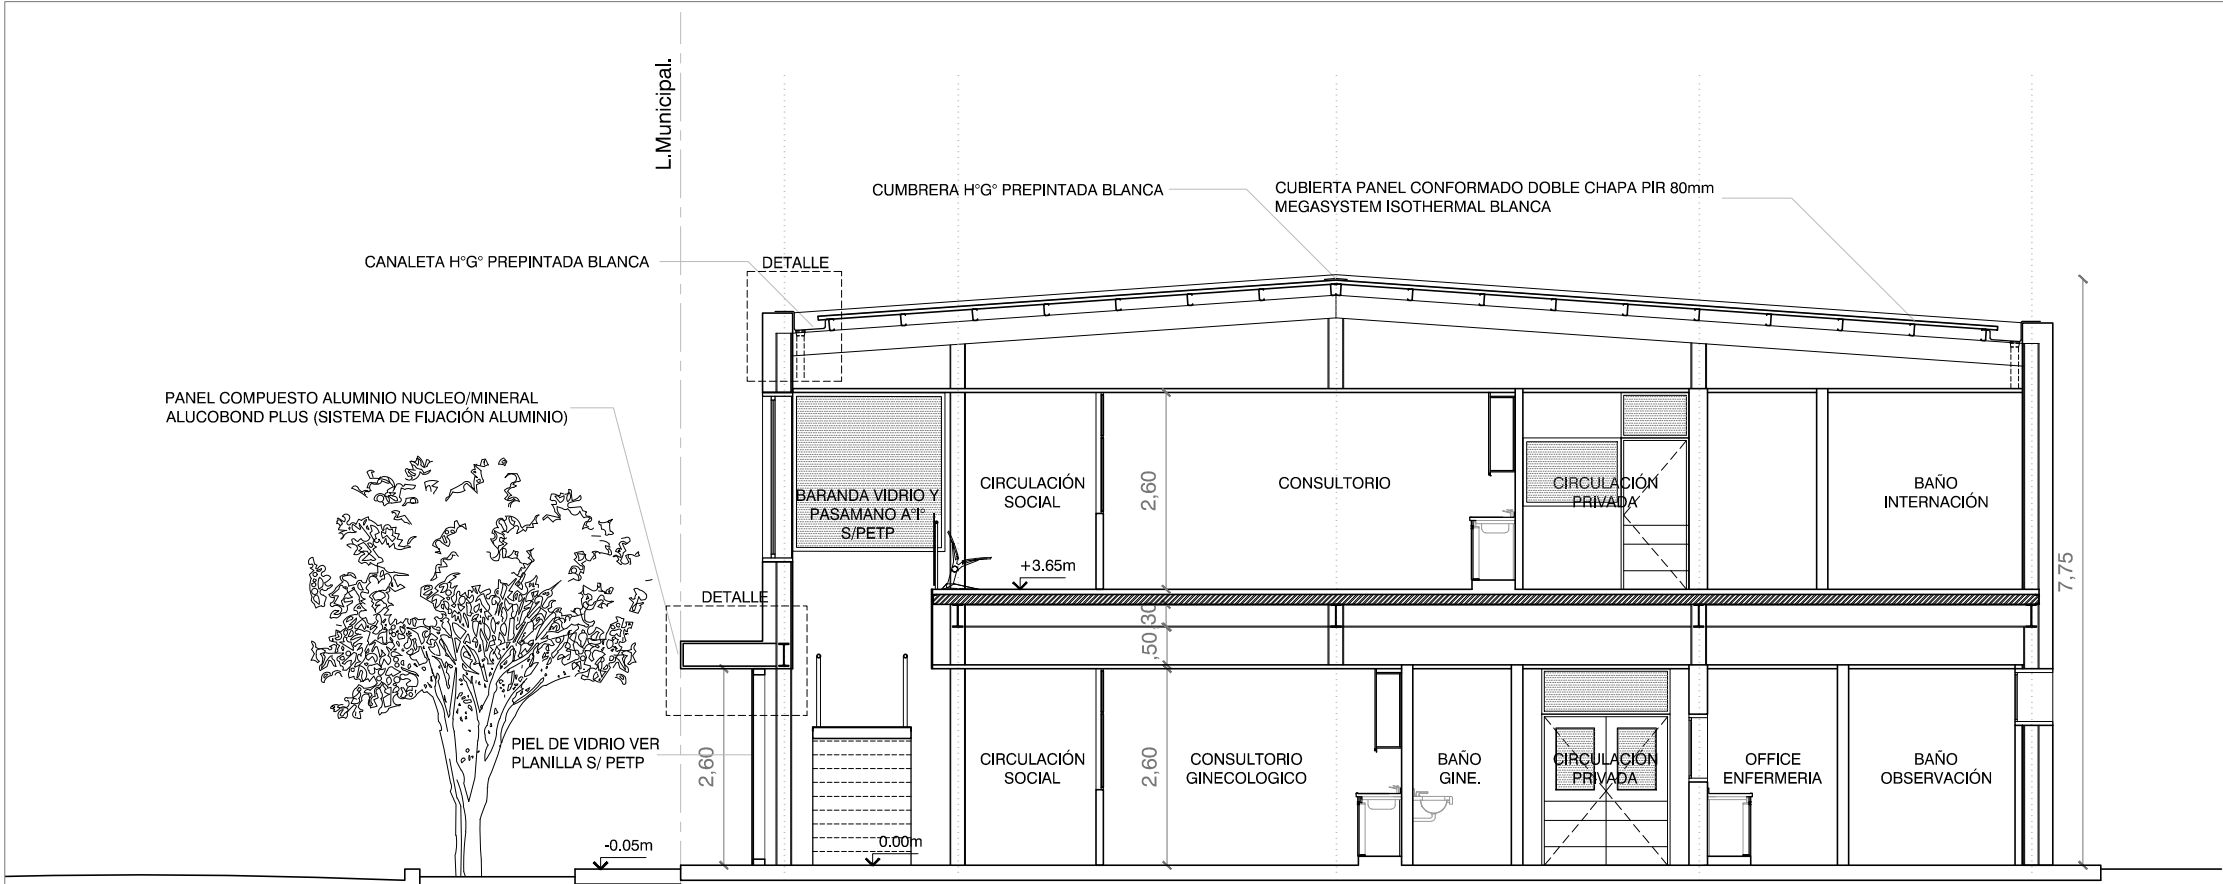 L.Municipal.
CUMBRERA H°G° PREPINTADA BLANCA
CUBIERTA PANEL CONFORMADO DOBLE CHAPA PIR 80mm
MEGASYSTEM ISOTHERMAL BLANCA
CANALETA H°G° PREPINTADA BLANCA
DETALLE
PANEL COMPUESTO ALUMINIO NUCLEO/MINERAL
ALUCOBOND PLUS (SISTEMA DE FIJACIÓN ALUMINIO)
BARANDA VIDRIO Y
PASAMANO A°I°
S/PETP
CIRCULACIÓN
SOCIAL
2,60
CONSULTORIO
CIRCULACIÓN
PRIVADA
BAÑO
INTERNACIÓN
+3.65m
7,75
DETALLE
,30
,50
PIEL DE VIDRIO VER
PLANILLA S/ PETP
2,60
CIRCULACIÓN
SOCIAL
2,60
CONSULTORIO
GINECOLOGICO
BAÑO
GINE.
CIRCULACIÓN
PRIVADA
OFFICE
ENFERMERIA
BAÑO
OBSERVACIÓN
-0.05m
0.00m